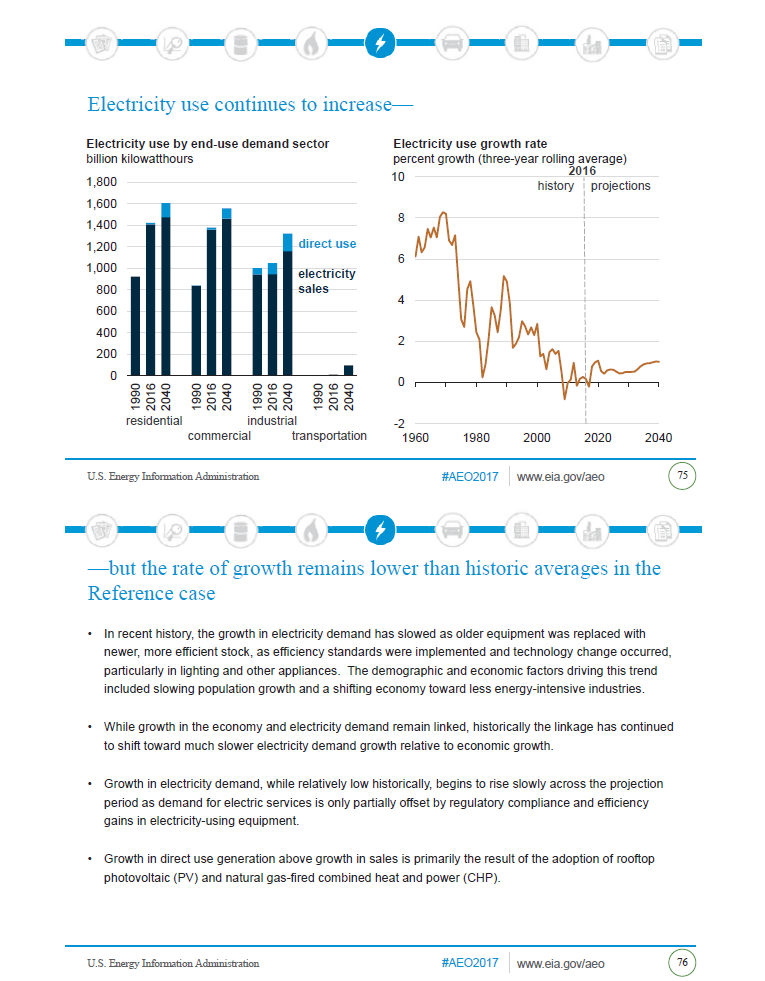 Electricity use continues to increase—
Electricity use by end-use demand sector
billion kilowatthours
1,800
1,600
1,400
1,200
1,000
800
600
400
200
0
direct use
electricity
sales
1990
2016
2040
1990
2016
2040
1990
2016
2040
1990
2016
2040
residential
industrial
commercial
transportation
Electricity use growth rate
percent growth (three-year rolling average)
2016
history
projections
10
8
6
4
2
0
-2
1960
1980
2000
2020
2040
U.S. Energy Information Administration
#AEO2017
www.eia.gov/aeo
75
—but the rate of growth remains lower than historic averages in the
Reference case
• In recent history, the growth in electricity demand has slowed as older equipment was replaced with
newer, more efficient stock, as efficiency standards were implemented and technology change occurred,
particularly in lighting and other appliances. The demographic and economic factors driving this trend
included slowing population growth and a shifting economy toward less energy-intensive industries.
• While growth in the economy and electricity demand remain linked, historically the linkage has continued
to shift toward much slower electricity demand growth relative to economic growth.
• Growth in electricity demand, while relatively low historically, begins to rise slowly across the projection
period as demand for electric services is only partially offset by regulatory compliance and efficiency
gains in electricity-using equipment.
• Growth in direct use generation above growth in sales is primarily the result of the adoption of rooftop
photovoltaic (PV) and natural gas-fired combined heat and power (CHP).
U.S. Energy Information Administration
#AEO2017
www.eia.gov/aeo
76